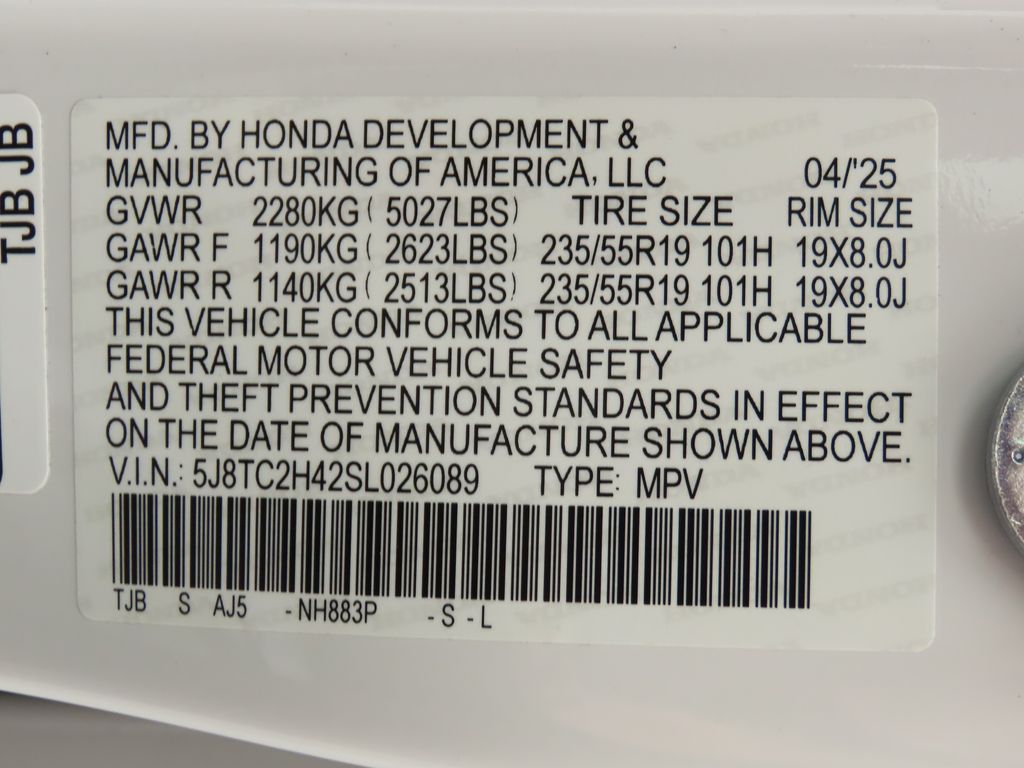 TJB JB
MFD. BY HONDA DEVELOPMENT &
MANUFACTURING OF AMERICA, LLC 04/'25
GVWR 2280KG ( 5027LBS) TIRE SIZE RIM SIZE
GAWR F 1190KG ( 2623LBS) 235/55R19 101H 19X8.0J
GAWR R 1140KG ( 2513LBS) 235/55R19 101H 19X8.0J
THIS VEHICLE CONFORMS TO ALL APPLICABLE
FEDERAL MOTOR VEHICLE SAFETY
AND THEFT PREVENTION STANDARDS IN EFFECT
ON THE DATE OF MANUFACTURE SHOWN ABOVE.
V.I.N.: 5J8TC2H42SL026089 TYPE: MPV
TJB S AJ5 -NH883P -S -L